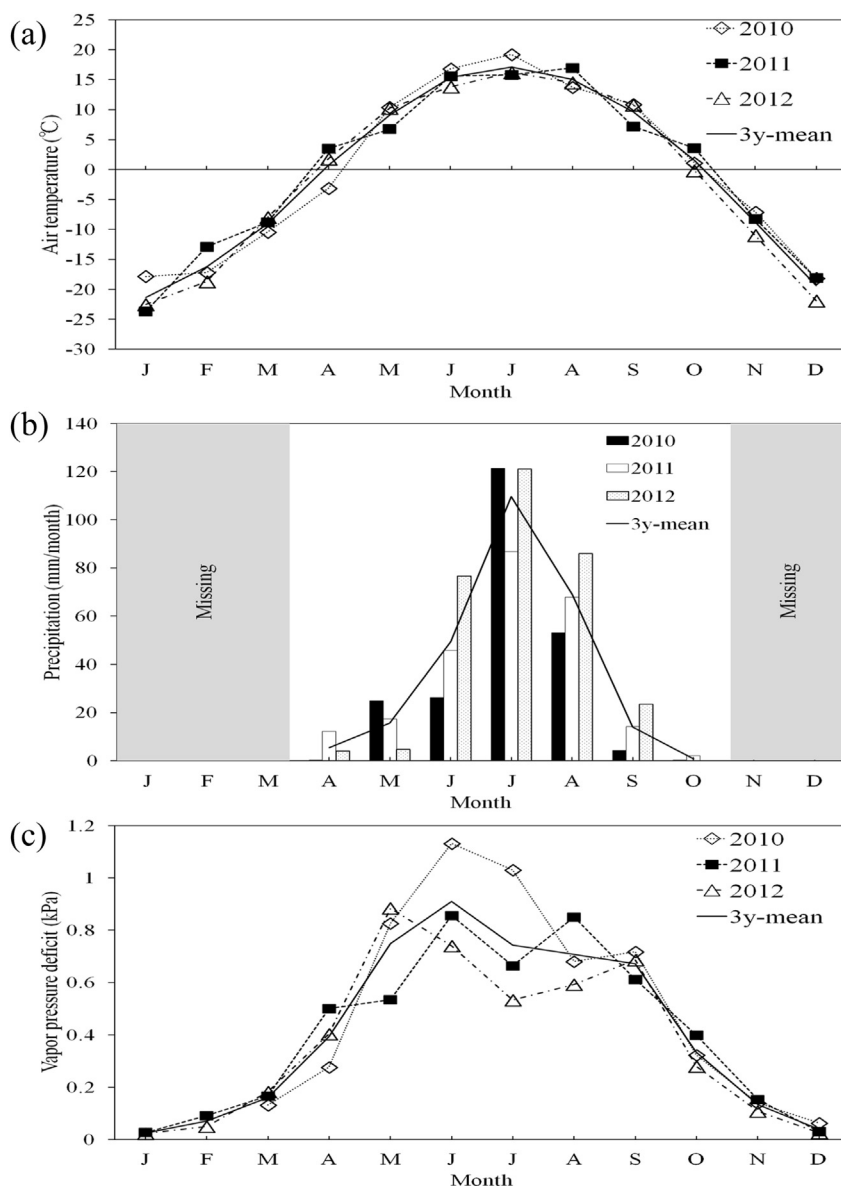 (a)
Air temperature (℃)
25
20
15
10
5
0
-5
-10
-15
-20
-25
-30
2010
2011
2012
3y-mean
J F M A M J J A S O N D
Month
(b)
Precipitation (mm/month)
140
120
100
80
60
40
20
0
Missing
2010
2011
2012
3y-mean
Missing
J F M A M J J A S O N D
Month
(c)
Vapor pressure deficit (kPa)
1.2
1
0.8
0.6
0.4
0.2
0
2010
2011
2012
3y-mean
J F M A M J J A S O N D
Month